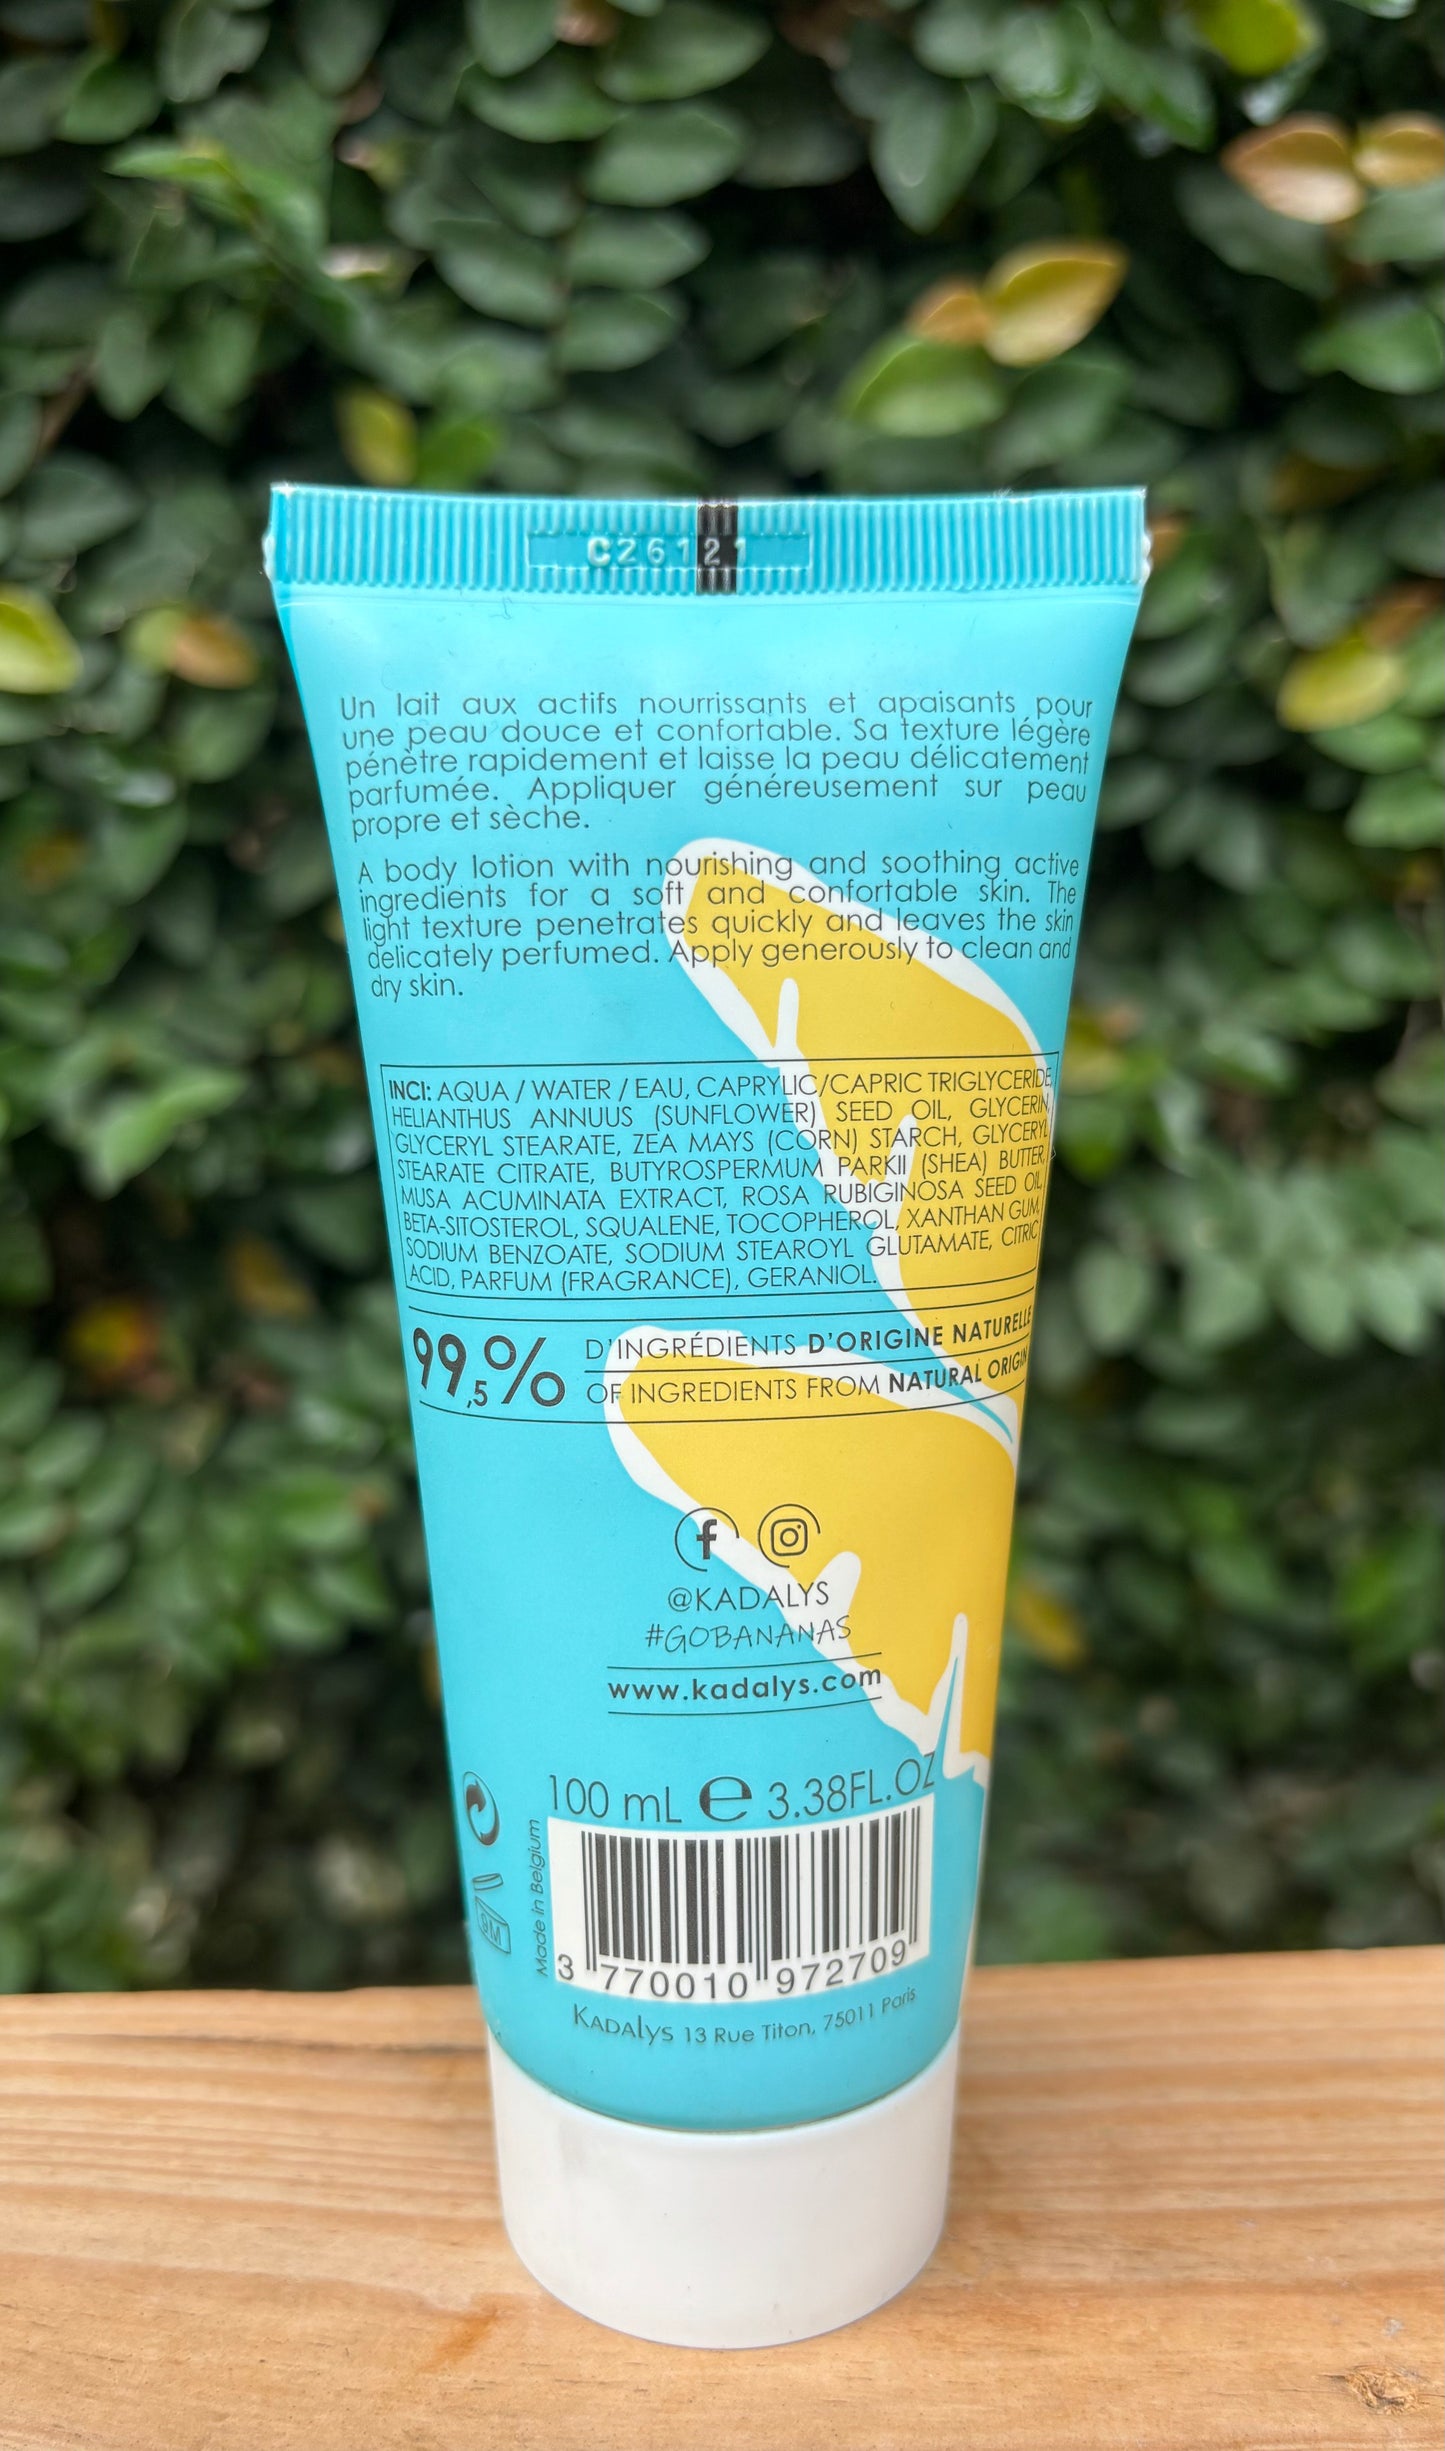 C26121
Un lait aux actifs nourrissants et apaisants pour
une peau douce et confortable. Sa texture légère
pénètre rapidement et laisse la peau délicatement
parfumée. Appliquer généreusement sur peau
propre et sèche.
A body lotion with nourishing and soothing active
ingredients for a soft and confortable skin. The
light texture penetrates quickly and leaves the skin
delicately perfumed. Apply generously to clean and
dry skin.
INCI: AQUA / WATER / EAU, CAPRYLIC/CAPRIC TRIGLYCERIDE,
HELIANTHUS ANNUUS (SUNFLOWER) SEED OIL, GLYCERIN,
GLYCERYL STEARATE, ZEA MAYS (CORN) STARCH, GLYCERYL
STEARATE CITRATE, BUTYROSPERMUM PARKII (SHEA) BUTTER,
MUSA ACUMINATA EXTRACT, ROSA RUBIGINOSA SEED OIL,
BETA-SITOSTEROL, SQUALENE, TOCOPHEROL, XANTHAN GUM,
SODIUM BENZOATE, SODIUM STEAROYL GLUTAMATE, CITRIC
ACID, PARFUM (FRAGRANCE), GERANIOL.
99,5% D'INGRÉDIENTS D'ORIGINE NATURELLE
OF INGREDIENTS FROM NATURAL ORIGIN
@KADALYS
#GOBANANAS
www.kadalys.com
100 mL e 3.38FL.OZ
Made in Belgium
9M
3 770010 972709
KADALYS 13 Rue Titon, 75011 Paris